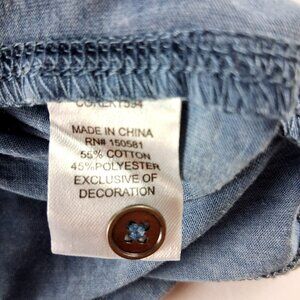 MADE IN CHINA
RN# 150581
55% COTTON
45%POLYESTER
EXCLUSIVE OF
DECORATION